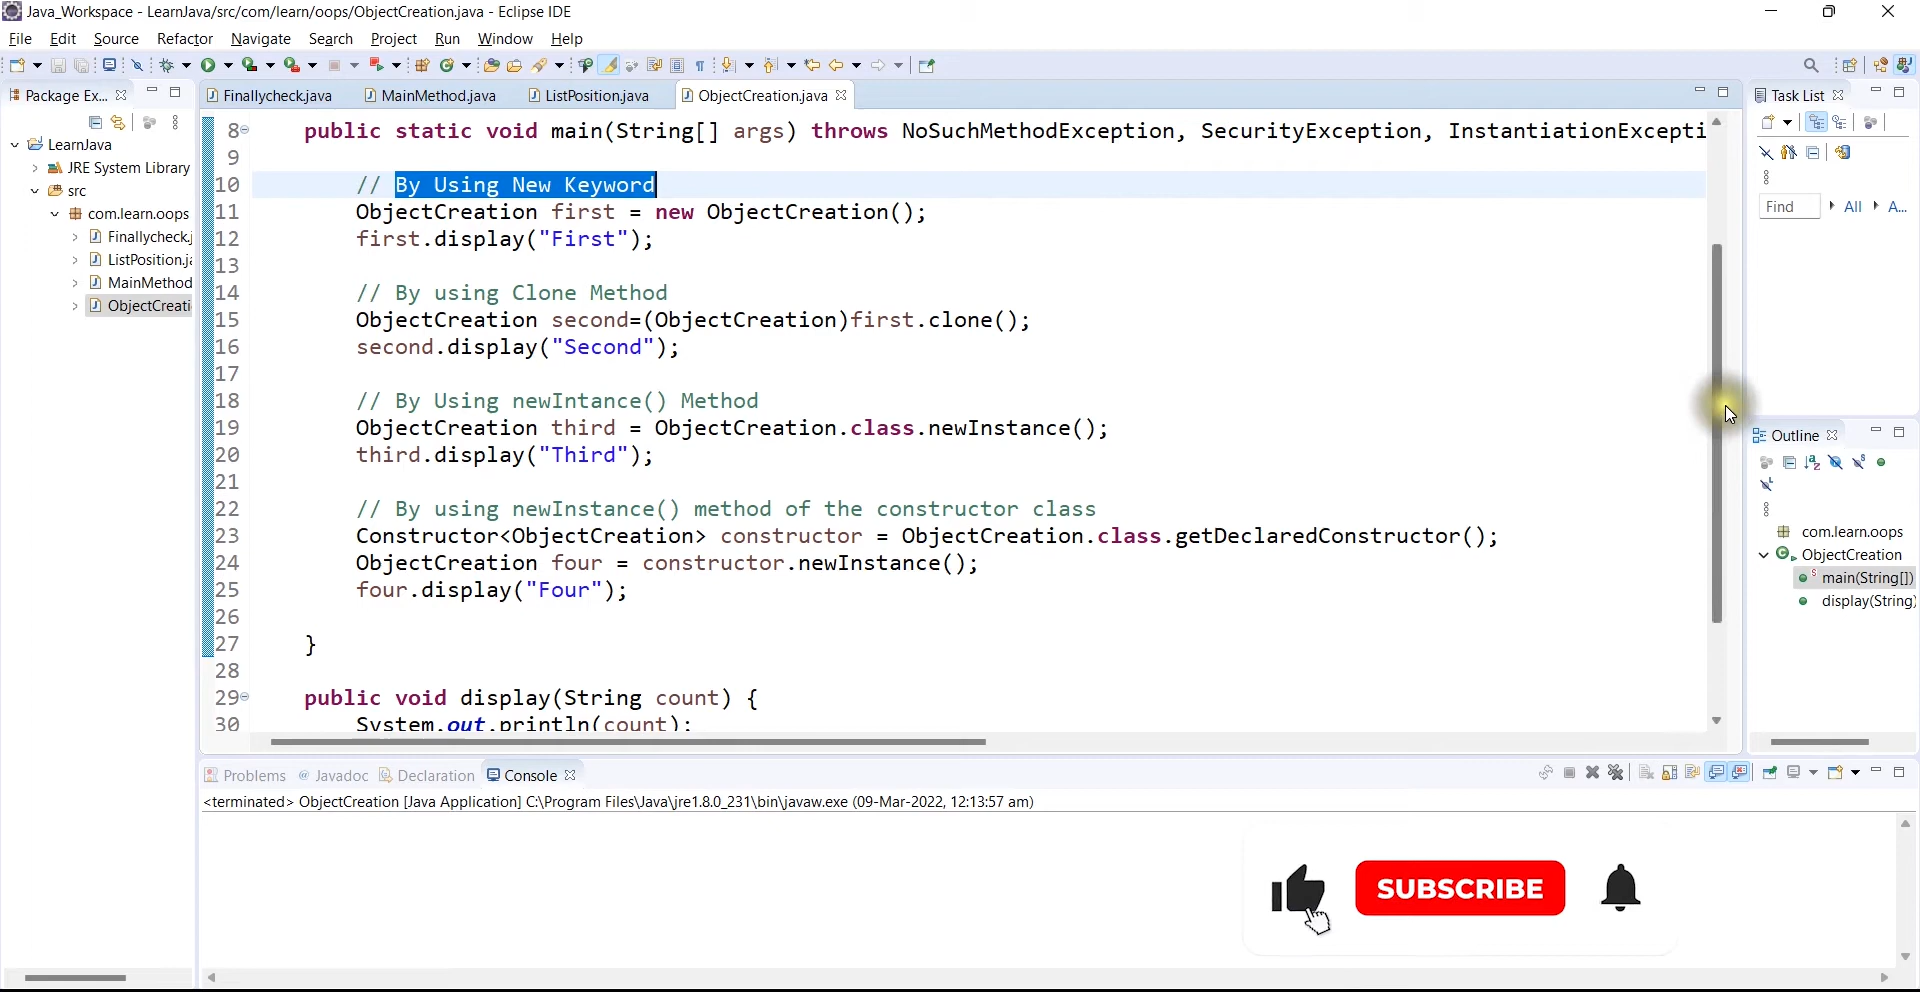 Java_Workspace - LearnJava/src/com/learn/oops/ObjectCreation.java - Eclipse IDE
File Edit Source Refactor Navigate Search Project Run Window Help
Package Ex...
LearnJava
JRE System Library
src
com.learn.oops
Finallycheck.j
ListPosition.ja
MainMethod
ObjectCreati
Finallycheck.java MainMethod.java ListPosition.java ObjectCreation.java
8 public static void main(String[] args) throws NoSuchMethodException, SecurityException, InstantiationExcepti
9
10 // By Using New Keyword
11 ObjectCreation first = new ObjectCreation();
12 first.display("First");
13
14 // By using Clone Method
15 ObjectCreation second=(ObjectCreation)first.clone();
16 second.display("Second");
17
18 // By Using newIntance() Method
19 ObjectCreation third = ObjectCreation.class.newInstance();
20 third.display("Third");
21
22 // By using newInstance() method of the constructor class
23 Constructor<ObjectCreation> constructor = ObjectCreation.class.getDeclaredConstructor();
24 ObjectCreation four = constructor.newInstance();
25 four.display("Four");
26
27 }
28
29 public void display(String count) {
30 System.out.println(count);
Task List
Find All A...
Outline
com.learn.oops
ObjectCreation
main(String[])
display(String)
Problems Javadoc Declaration Console
<terminated> ObjectCreation [Java Application] C:\Program Files\Java\jre1.8.0_231\bin\javaw.exe (09-Mar-2022, 12:13:57 am)
SUBSCRIBE